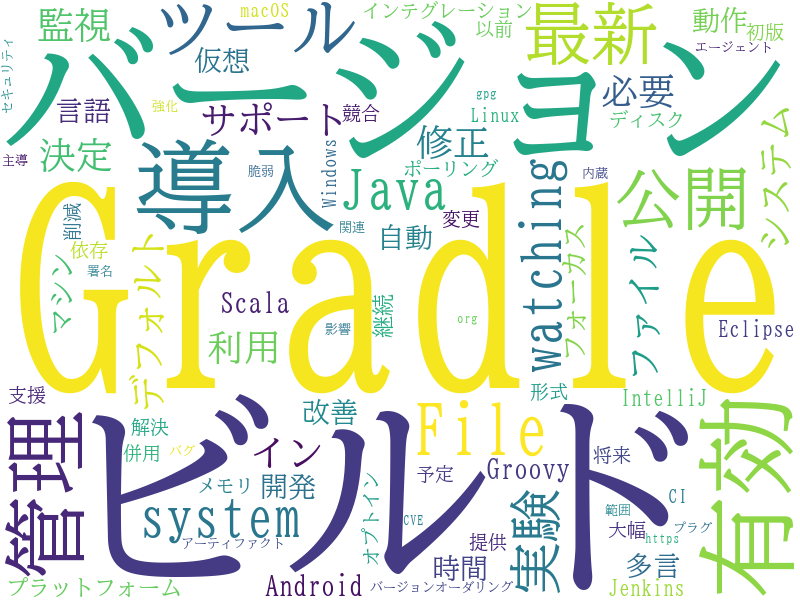 macOS
インテグレーション
監視
ツール
最新
動作
初版
以前
エージェント
セキュリティ
バージョン
仮想
gpg
強化
言語
サポート
競合
Linux
必要
ディスク
主導
決定
導入
脆弱
Windows
修正
ポーリング
内蔵
システム
Java
公開
削減
依存
署名
デフォルト
関連
自動
変更
watching
フォーカス
ファイル
マシン
Gradle
Scala
継続
org
影響
利用
Eclipse
支援
解決
併用
バグ
改善
File
形式
IntelliJ
管理
ビルド
イン
予定
Groovy
将来
有効
メモリ
開発
system
オプトイン
CVE
実験
範囲
CI
大幅
プラグ
https
アーティファクト
提供
時間
多言
プラットフォーム
Android
バージョンオーダリング
Jenkins